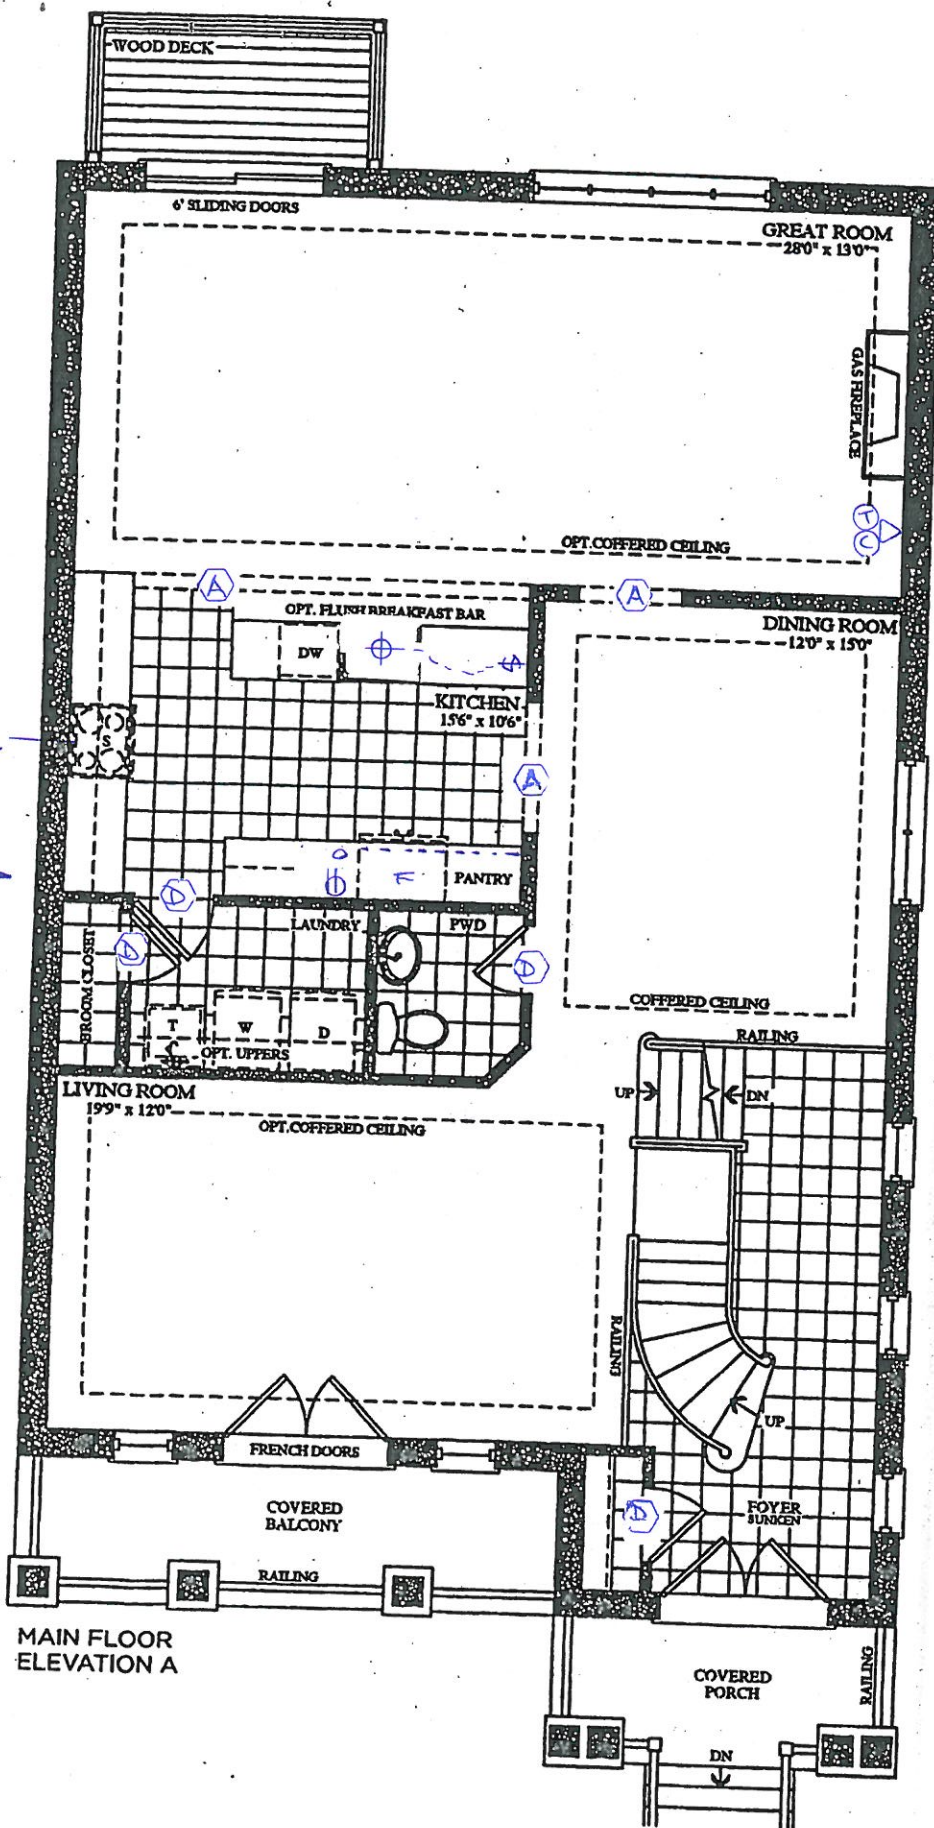 WOOD DECK
6' SLIDING DOORS
GREAT ROOM
28'0" x 13'0"
GAS FIREPLACE
T
C
OPT. COFFERED CEILING
A
A
OPT. FLUSH BREAKFAST BAR
DW
DINING ROOM
12'0" x 15'0"
KITCHEN
15'6" x 10'6"
S
A
F
PANTRY
D
D
BROOM CLOSET
LAUNDRY
PWD
D
T
W
D
OPT. UPPERS
COFFERED CEILING
RAILING
UP
DN
LIVING ROOM
19'9" x 12'0"
OPT. COFFERED CEILING
RAILING
UP
FRENCH DOORS
D
FOYER
SUNKEN
COVERED
BALCONY
RAILING
MAIN FLOOR
ELEVATION A
COVERED
PORCH
RAILING
DN